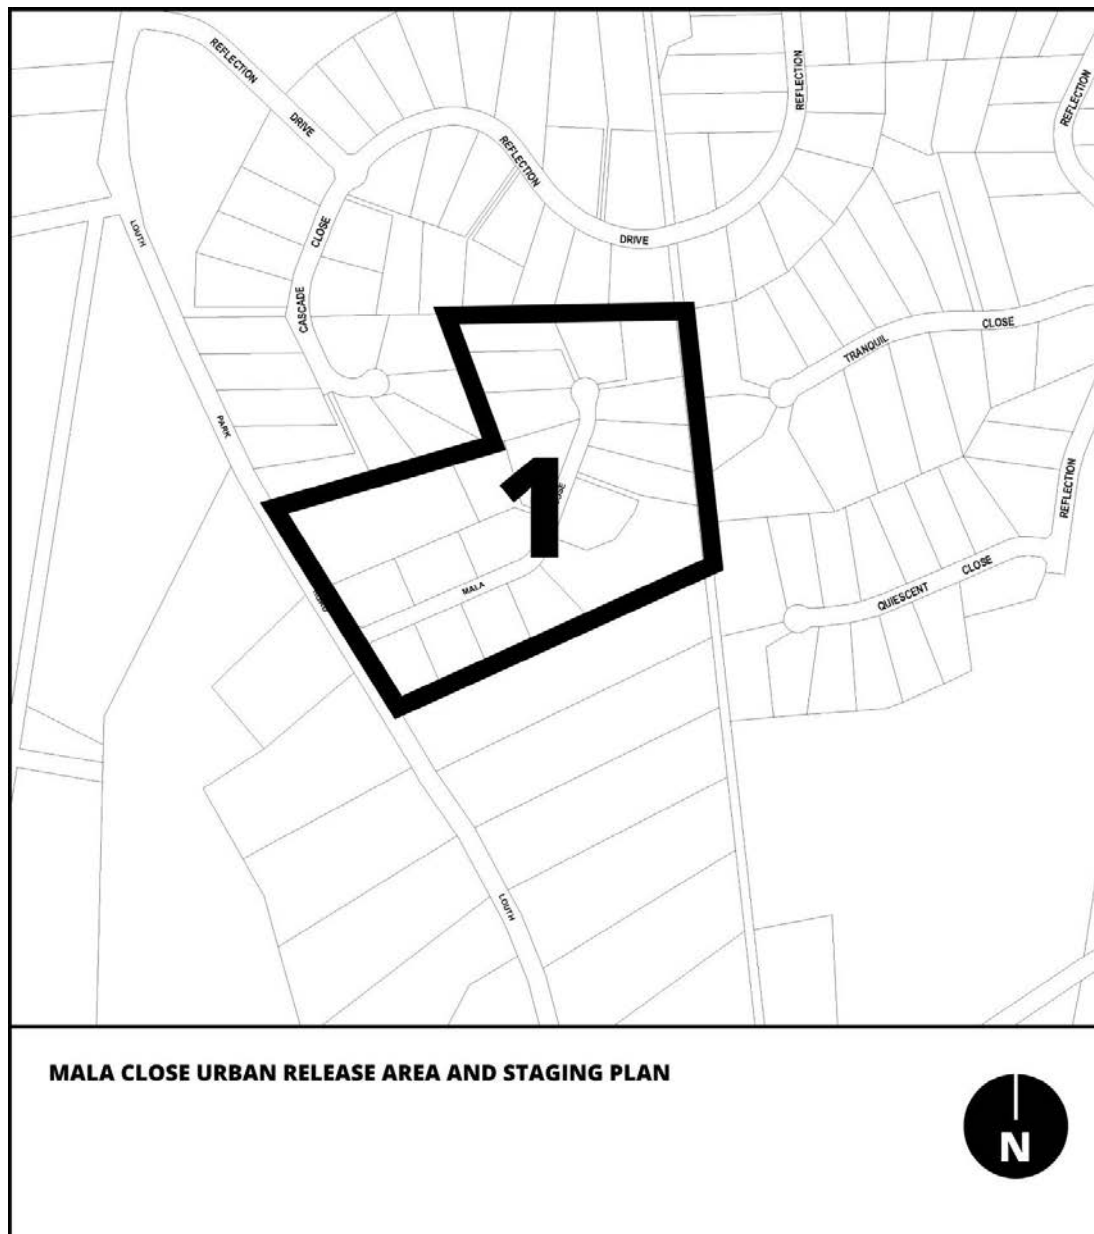 REFLECTION
DRIVE
REFLECTION
DRIVE
REFLECTION
REFLECTION
LOUTH
PARK
CLOSE
CASCADE
TRANQUIL
CLOSE
REFLECTION
1
MALA
QUIESCENT
CLOSE
LOUTH
MALA CLOSE URBAN RELEASE AREA AND STAGING PLAN
N